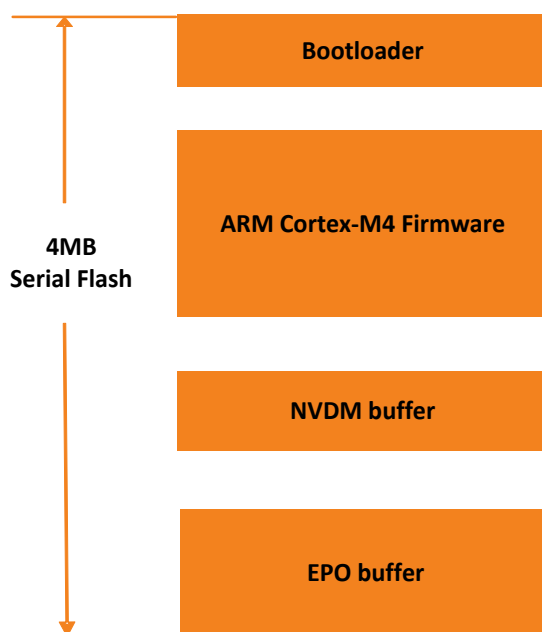 Bootloader
ARM Cortex-M4 Firmware
4MB
Serial Flash
NVDM buffer
EPO buffer